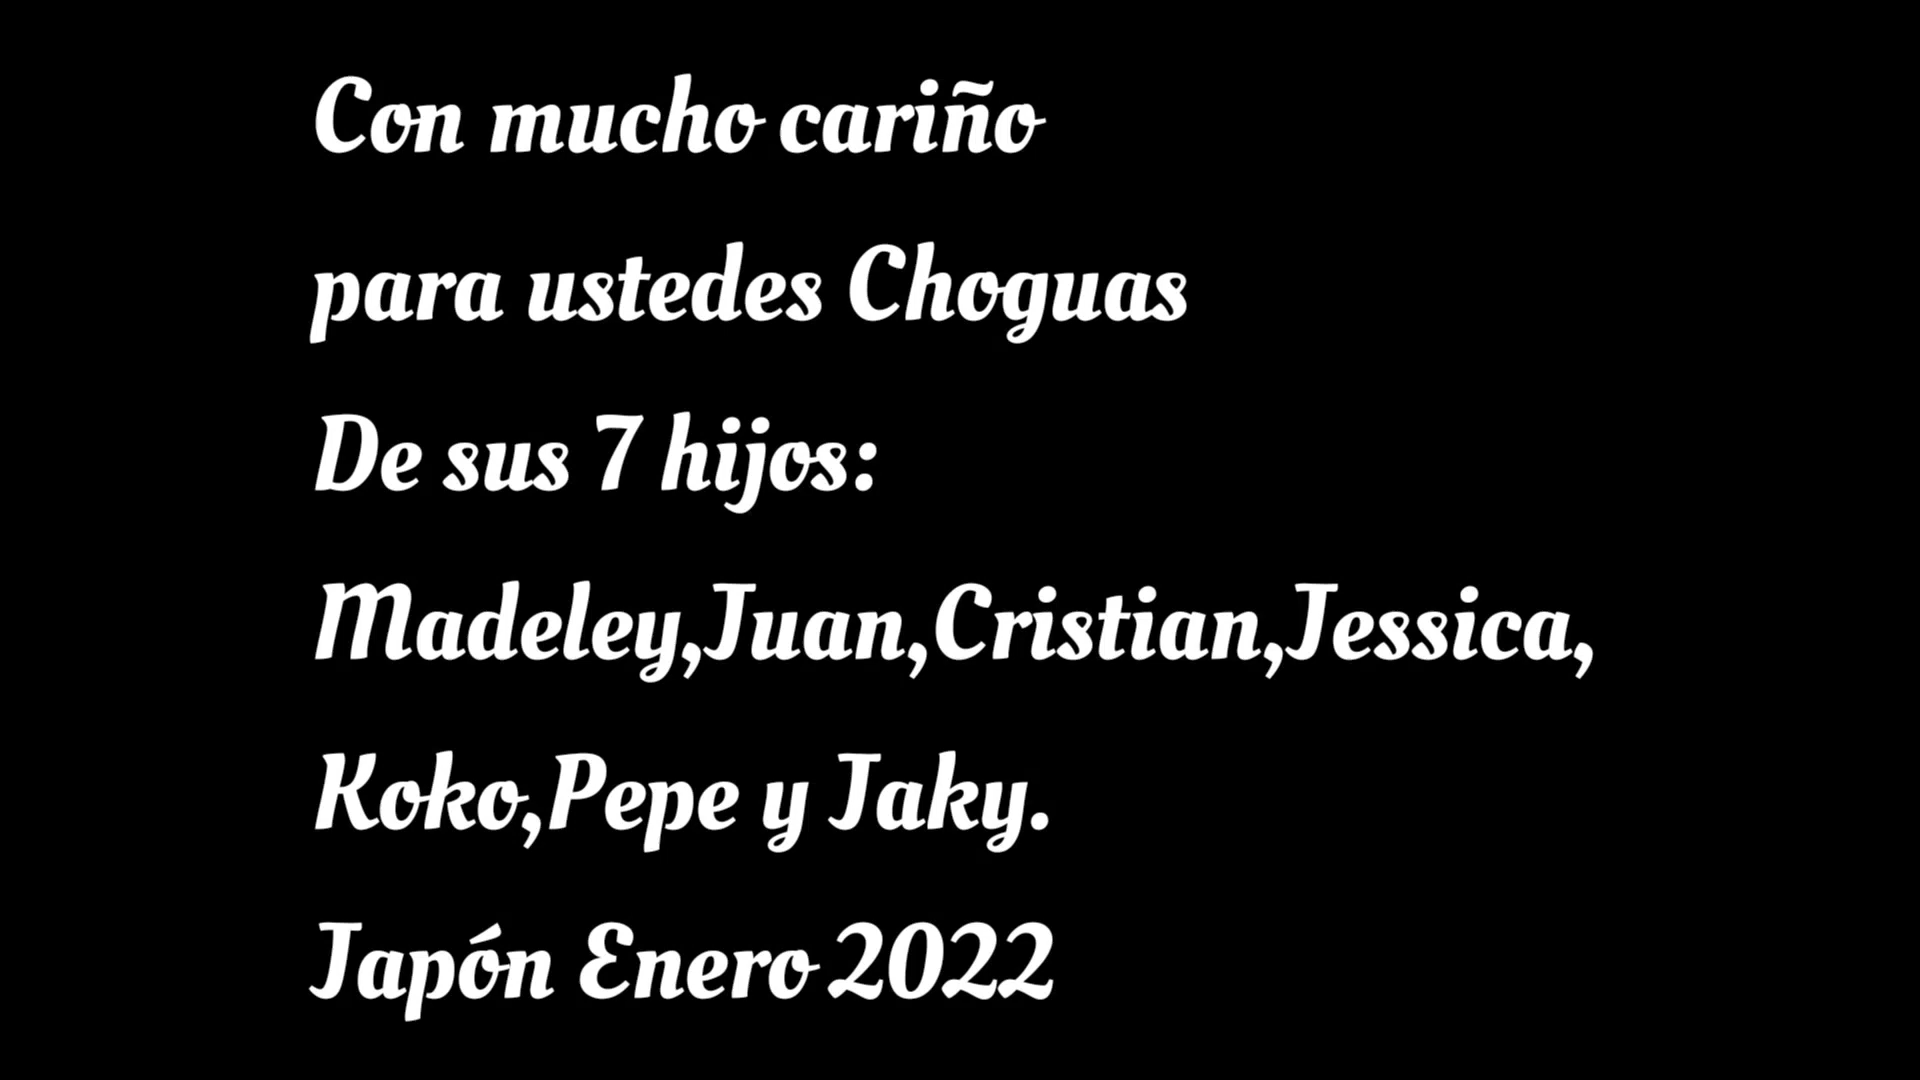 Con mucho cariño
para ustedes Choguas
De sus 7 hijos:
Madeley,Juan,Cristian,Jessica,
Koko,Pepe y Jaky.
Japón Enero 2022